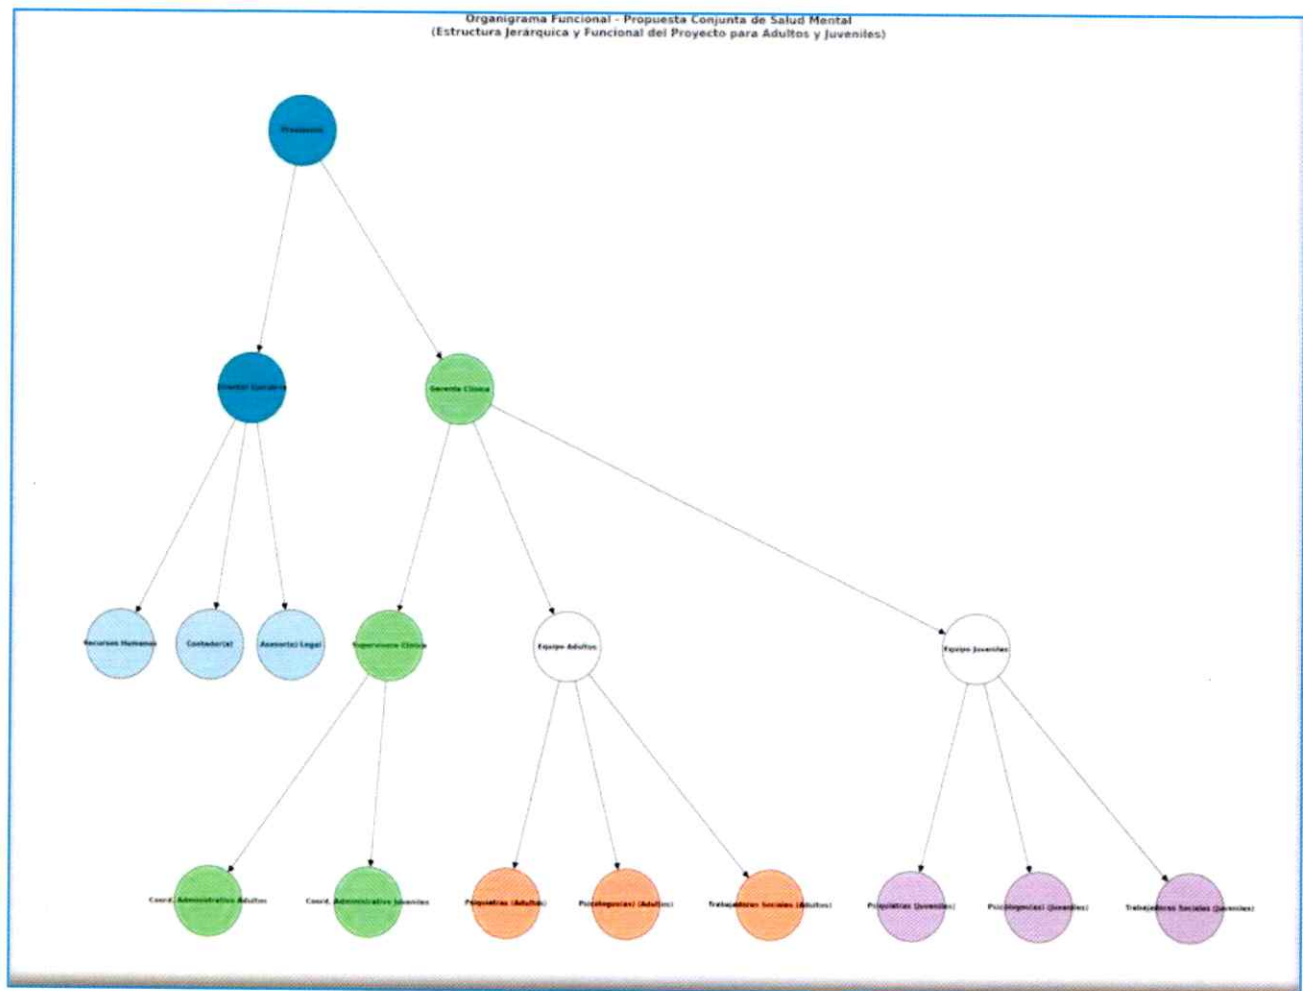 Organigrama Funcional - Propuesta Conjunta de Salud Mental
(Estructura Jerárquica y Funcional del Proyecto para Adultos y Juveniles)
Presidente
Director Ejecutivo
Gerente Clínico
Recursos Humanos
Contador(a)
Asesor(a) Legal
Supervisora Clínica
Equipo Adultos
Equipo Juveniles
Coord. Administrativo Adultos
Coord. Administrativo Juveniles
Psiquiatras (Adultos)
Psicólogos(as) (Adultos)
Trabajadores Sociales (Adultos)
Psiquiatras (Juveniles)
Psicólogos(as) (Juveniles)
Trabajadores Sociales (Juveniles)